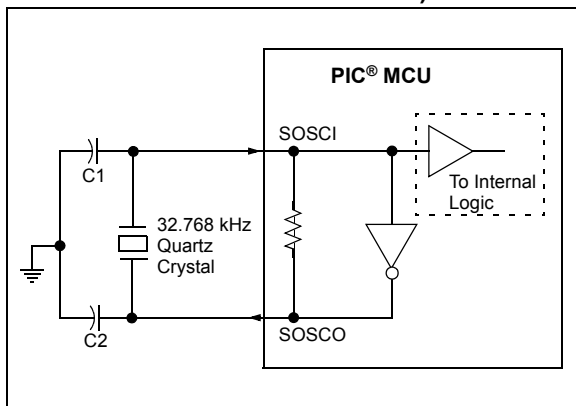 PIC® MCU
SOSCI
C1
To Internal
Logic
32.768 kHz
Quartz
Crystal
C2
SOSCO